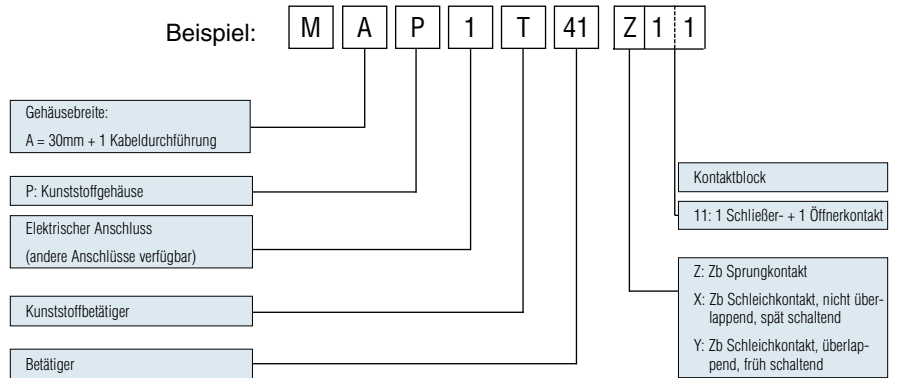 Beispiel: M A P 1 T 41 Z 1 1
Gehäusebreite:
A = 30mm + 1 Kabeldurchführung
P: Kunststoffgehäuse
Elektrischer Anschluss
(andere Anschlüsse verfügbar)
Kunststoffbetätiger
Betätiger
Kontaktblock
11: 1 Schließer- + 1 Öffnerkontakt
Z: Zb Sprungkontakt
X: Zb Schleichkontakt, nicht über-
lappend, spät schaltend
Y: Zb Schleichkontakt, überlap-
pend, früh schaltend